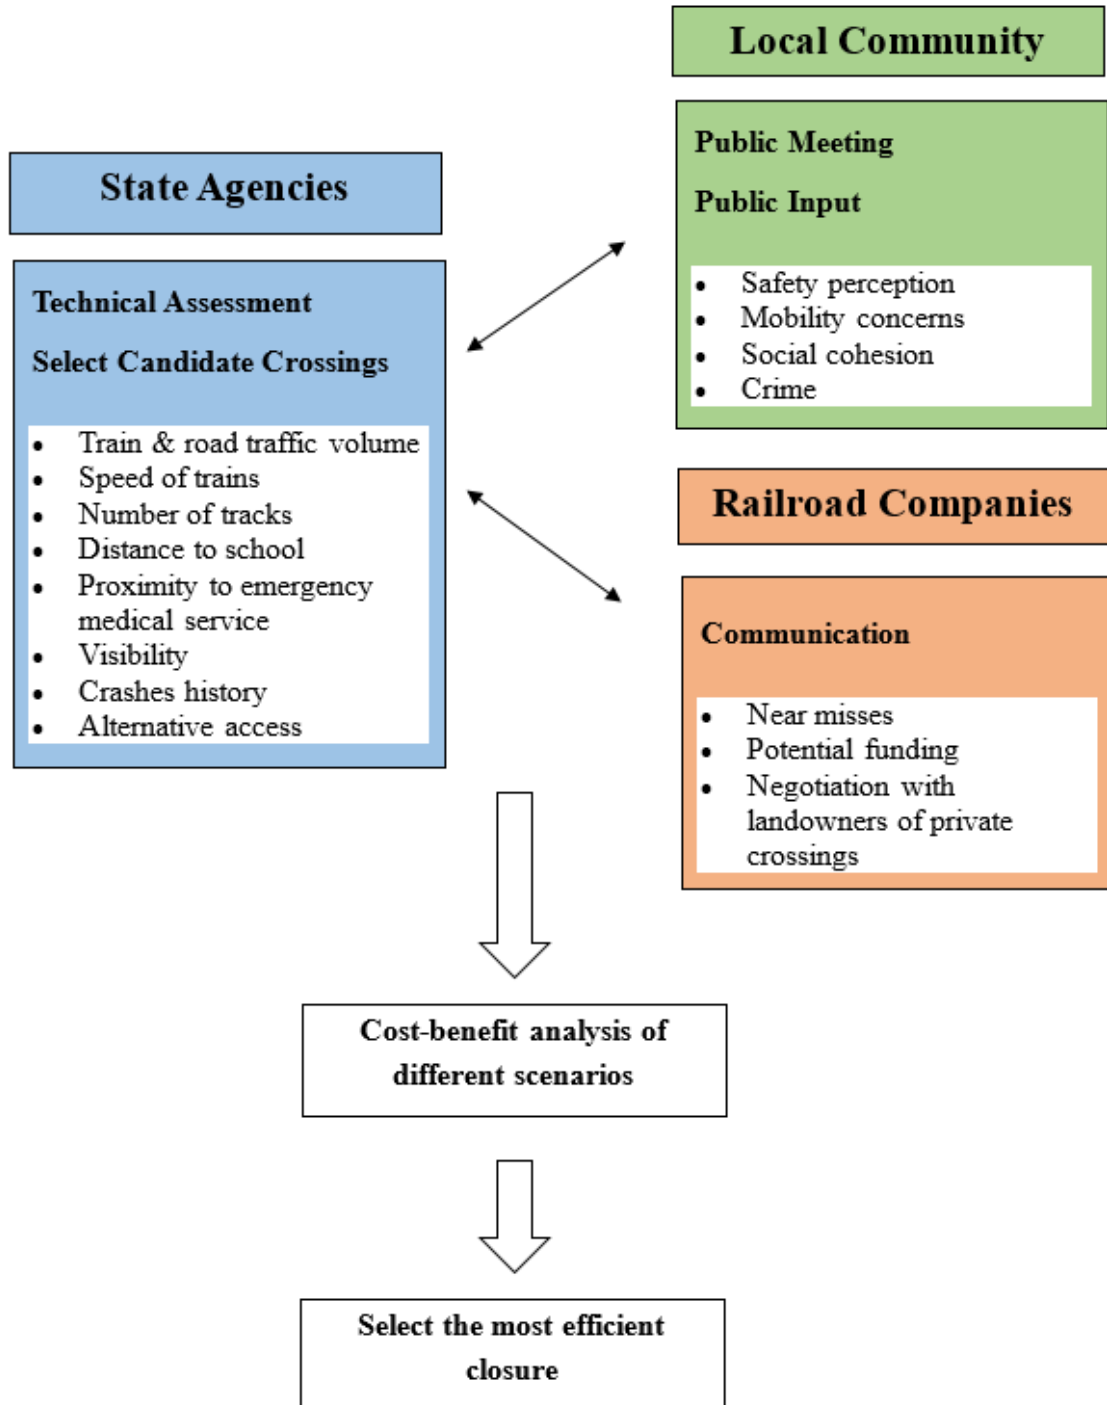 Local Community
Public Meeting
Public Input
• Safety perception
• Mobility concerns
• Social cohesion
• Crime
State Agencies
Technical Assessment
Select Candidate Crossings
• Train & road traffic volume
• Speed of trains
• Number of tracks
• Distance to school
• Proximity to emergency
medical service
• Visibility
• Crashes history
• Alternative access
Railroad Companies
Communication
• Near misses
• Potential funding
• Negotiation with
landowners of private
crossings
Cost-benefit analysis of
different scenarios
Select the most efficient
closure